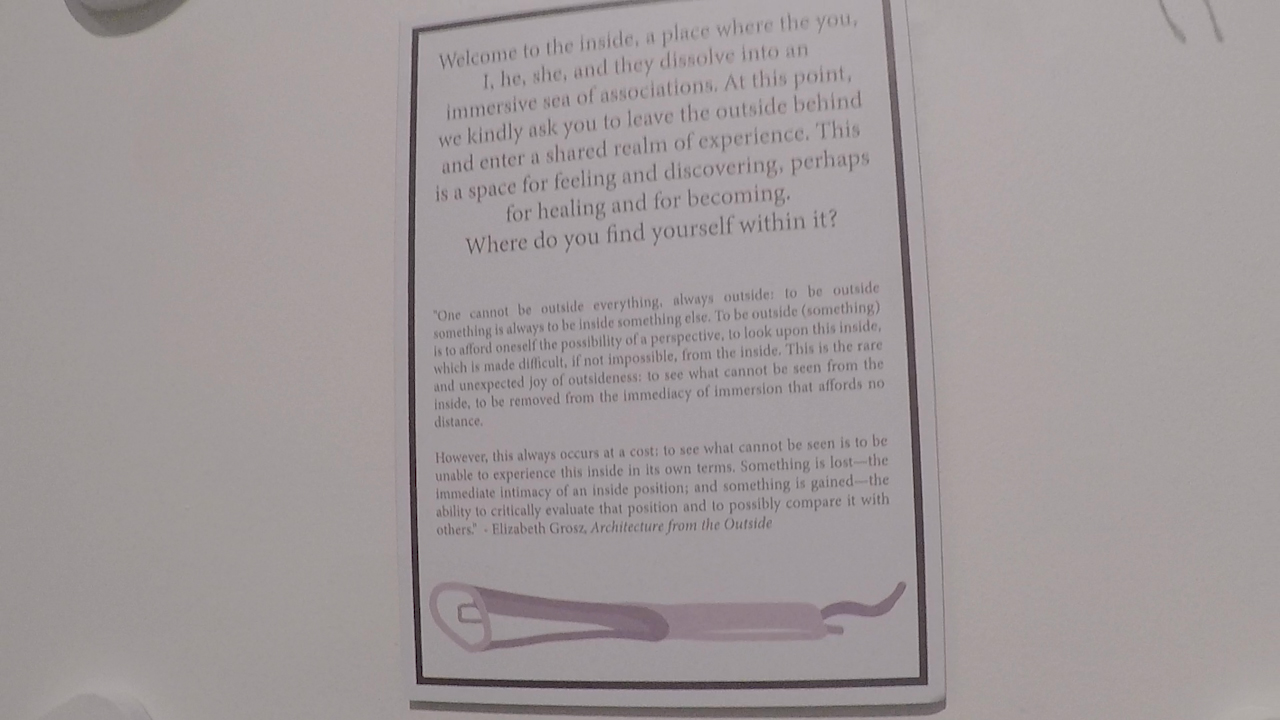 Welcome to the inside, a place where the you,
I, he, she, and they dissolve into an
immersive sea of associations. At this point,
we kindly ask you to leave the outside behind
and enter a shared realm of experience. This
is a space for feeling and discovering, perhaps
for healing and for becoming.
Where do you find yourself within it?
"One cannot be outside everything, always outside: to be outside
something is always to be inside something else. To be outside (something)
is to afford oneself the possibility of a perspective, to look upon this inside,
which is made difficult, if not impossible, from the inside. This is the rare
and unexpected joy of outsideness: to see what cannot be seen from the
inside, to be removed from the immediacy of immersion that affords no
distance.
However, this always occurs at a cost: to see what cannot be seen is to be
unable to experience this inside in its own terms. Something is lost—the
immediate intimacy of an inside position; and something is gained—the
ability to critically evaluate that position and to possibly compare it with
others." - Elizabeth Grosz, Architecture from the Outside